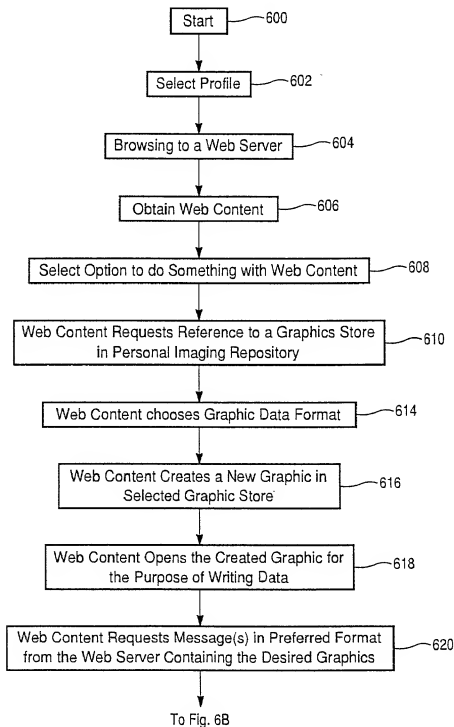 Start
600
Select Profile
602
Browsing to a Web Server
604
Obtain Web Content
606
Select Option to do Something with Web Content
608
Web Content Requests Reference to a Graphics Store
in Personal Imaging Repository
610
Web Content chooses Graphic Data Format
614
Web Content Creates a New Graphic in
Selected Graphic Store
616
Web Content Opens the Created Graphic for
the Purpose of Writing Data
618
Web Content Requests Message(s) in Preferred Format
from the Web Server Containing the Desired Graphics
620
To Fig. 6B